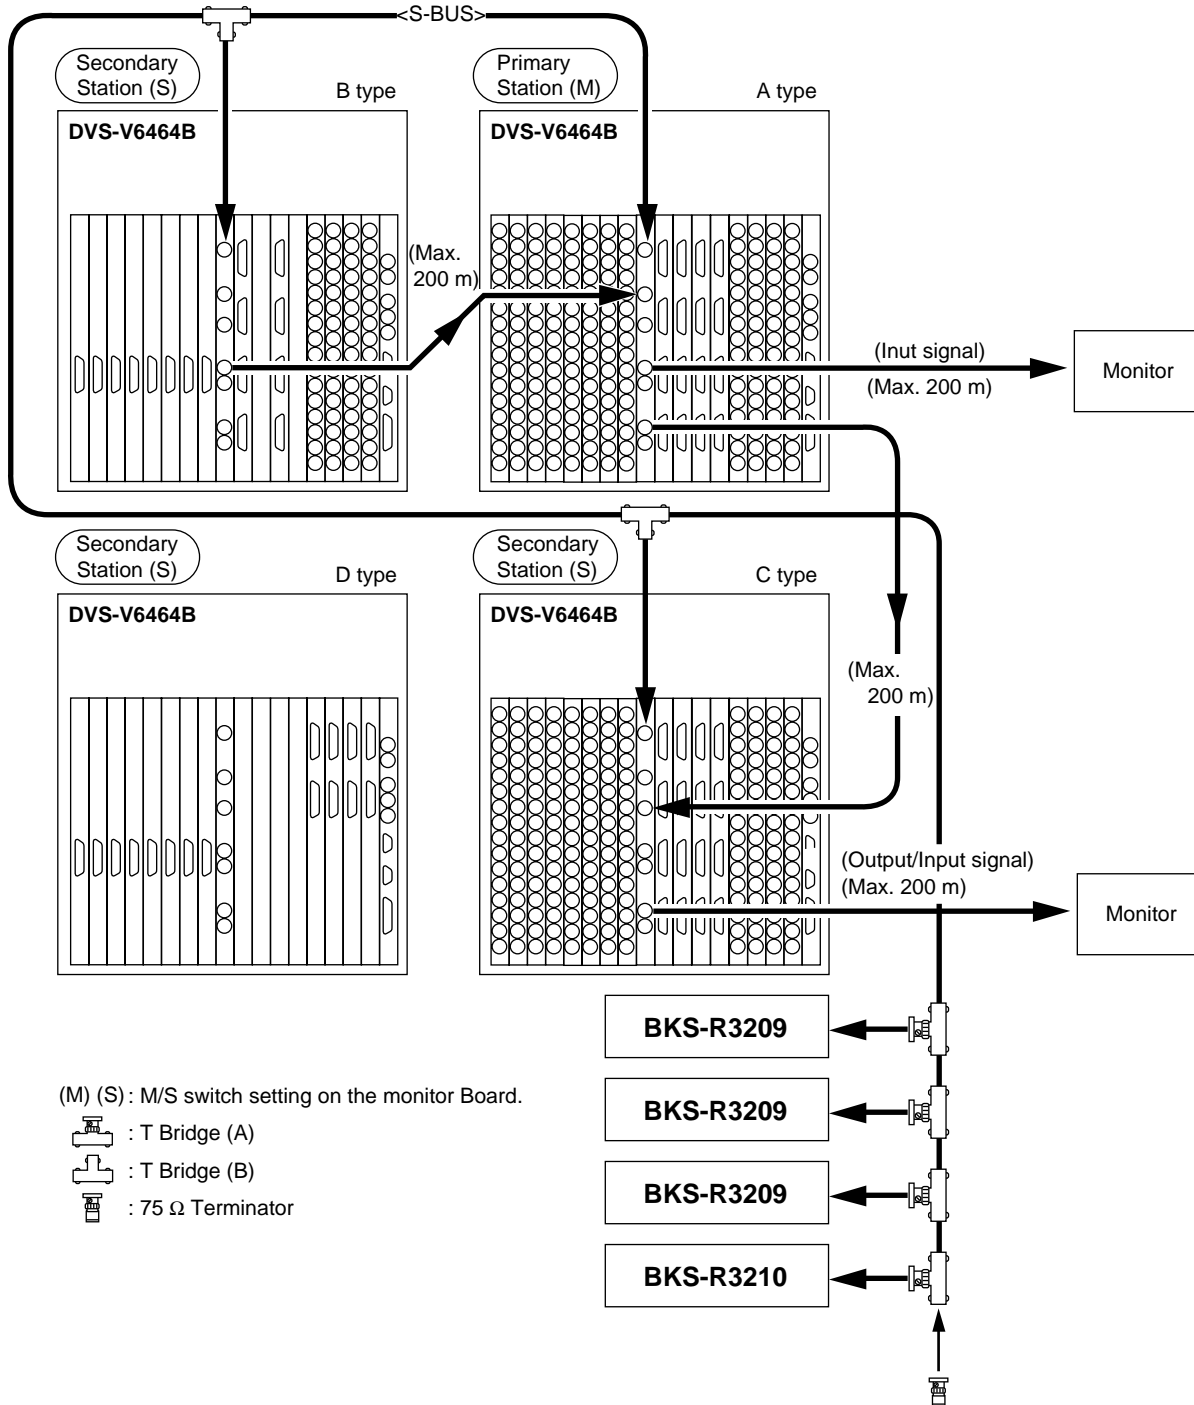 <S-BUS>
Secondary
Station (S)
B type
DVS-V6464B
Primary
Station (M)
A type
DVS-V6464B
(Max.
200 m)
(Inut signal)
(Max. 200 m)
Monitor
Secondary
Station (S)
D type
DVS-V6464B
Secondary
Station (S)
C type
DVS-V6464B
(Max.
200 m)
(Output/Input signal)
(Max. 200 m)
Monitor
BKS-R3209
BKS-R3209
BKS-R3209
BKS-R3210
(M) (S) : M/S switch setting on the monitor Board.
: T Bridge (A)
: T Bridge (B)
: 75 Ω Terminator